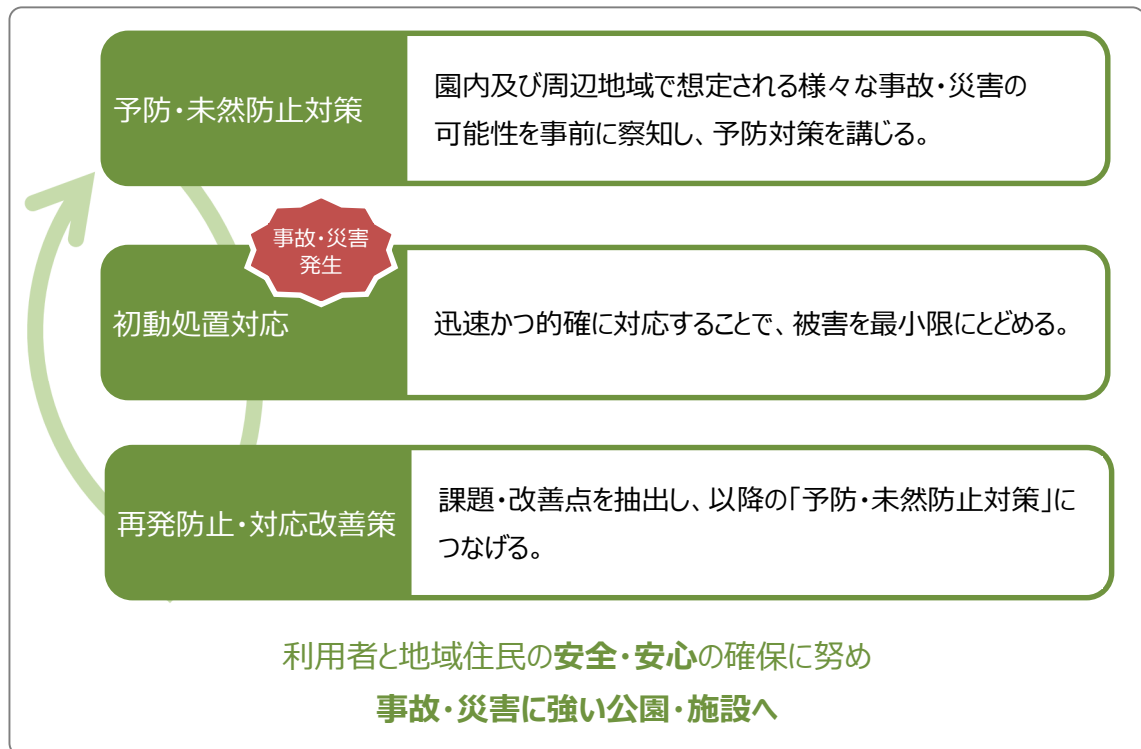 予防・未然防止対策
園内及び周辺地域で想定される様々な事故・災害の
可能性を事前に察知し、予防対策を講じる。
事故・災害
発生
初動処置対応
迅速かつ的確に対応することで、被害を最小限にとどめる。
再発防止・対応改善策
課題・改善点を抽出し、以降の「予防・未然防止対策」に
つなげる。
利用者と地域住民の安全・安心の確保に努め
事故・災害に強い公園・施設へ